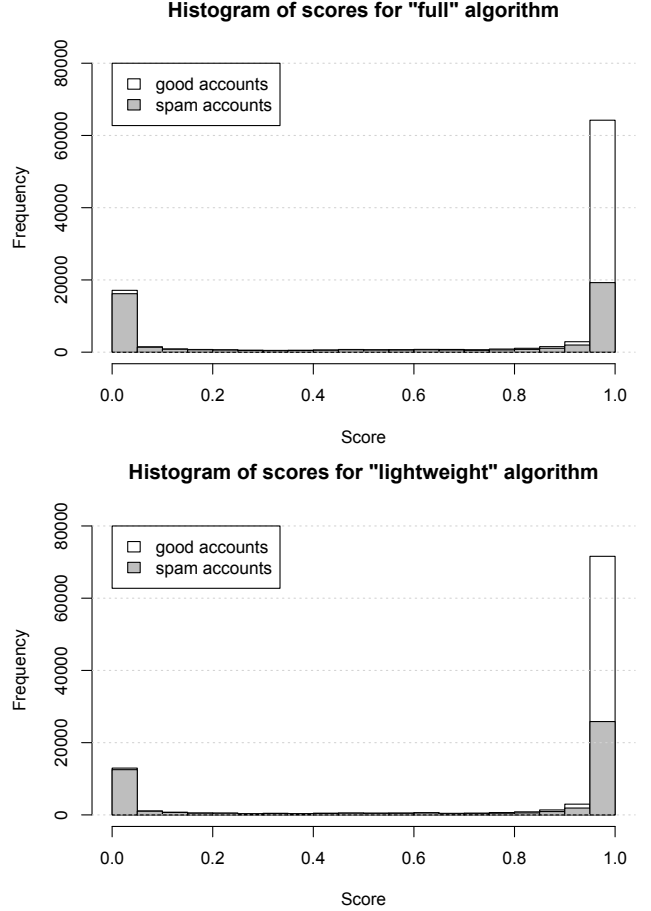 Histogram of scores for "full" algorithm
80000
60000
40000
20000
0
Frequency
good accounts
spam accounts
0.0 0.2 0.4 0.6 0.8 1.0
Score
Histogram of scores for "lightweight" algorithm
80000
60000
40000
20000
0
Frequency
good accounts
spam accounts
0.0 0.2 0.4 0.6 0.8 1.0
Score